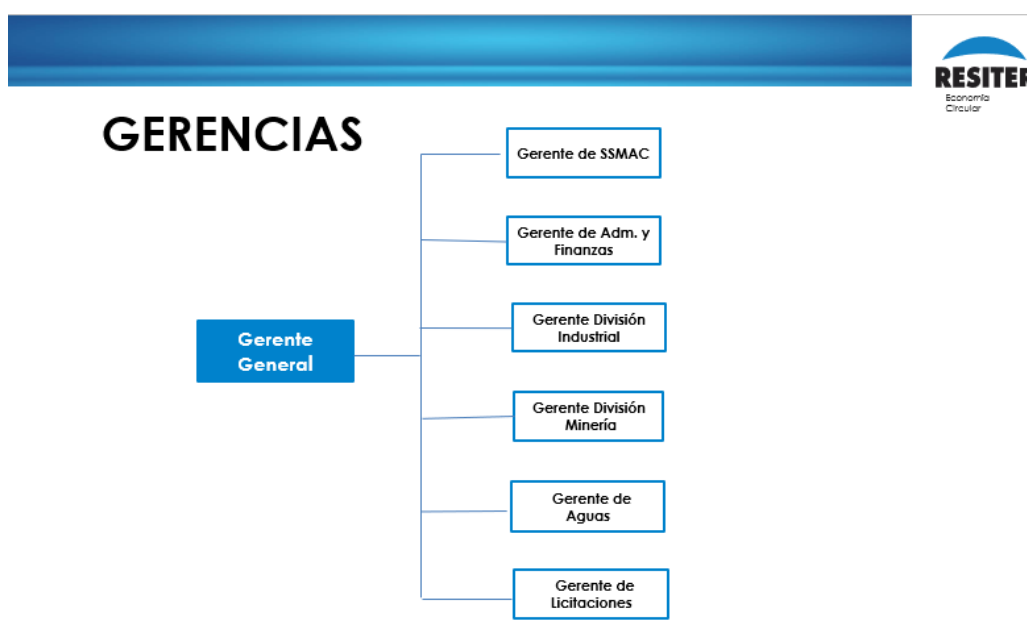 RESITER
Economía
Circular
GERENCIAS
Gerente de SSMAC
Gerente de Adm. y
Finanzas
Gerente División
Industrial
Gerente
General
Gerente División
Minería
Gerente de
Aguas
Gerente de
Licitaciones